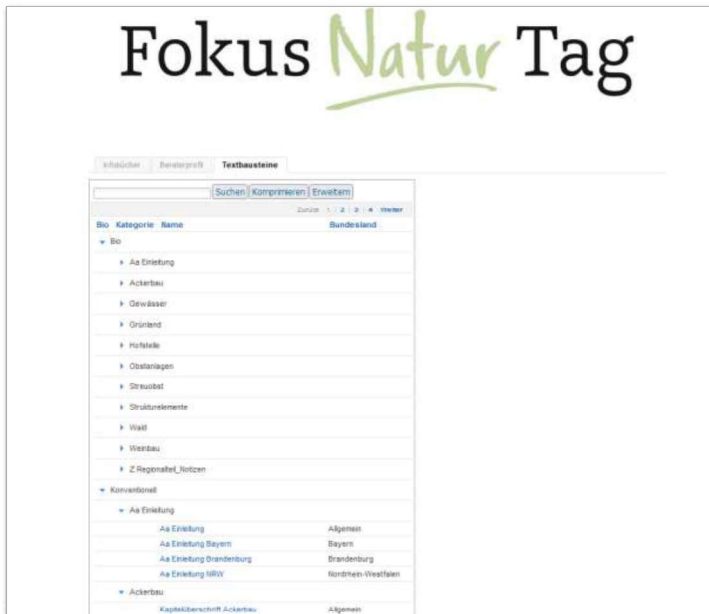 Fokus Natur Tag
Infobücher Beraterprofil Textbausteine
Suchen Komprimieren Erweitern
Zurück 1 2 3 4 Weiter
Bio Kategorie Name Bundesland
Bio
Aa Einleitung
Ackerbau
Gewässer
Grünland
Hofstelle
Obstanlagen
Streuobst
Strukturelemente
Wald
Weinbau
Z Regionalteil_Notizen
Konventionell
Aa Einleitung
Aa Einleitung Allgemein
Aa Einleitung Bayern Bayern
Aa Einleitung Brandenburg Brandenburg
Aa Einleitung NRW Nordrhein-Westfalen
Ackerbau
Kapitelüberschrift Ackerbau Allgemein